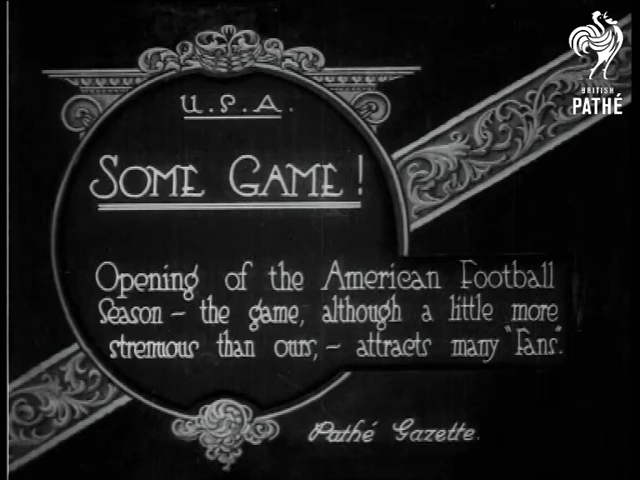 BRITISH
PATHÉ
U.S.A.
SOME GAME!
Opening of the American Football
Season – the game, although a little more
strenuous than ours, – attracts many "Fans".
Pathé Gazette.